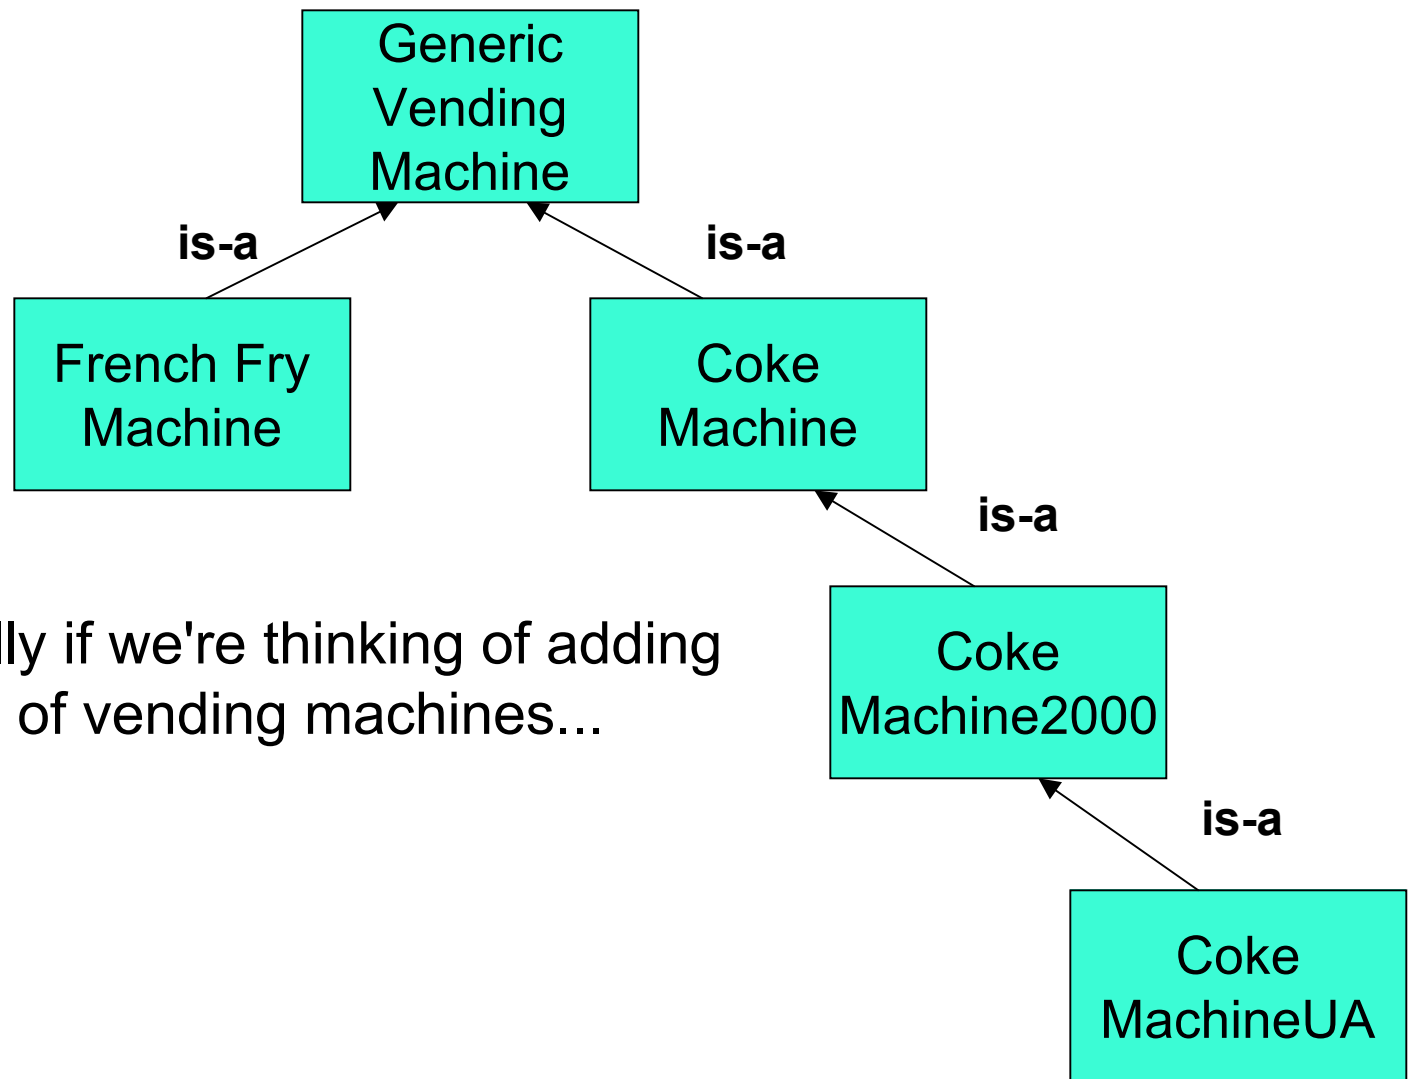 Generic
Vending
Machine
is-a
is-a
French Fry
Machine
Coke
Machine
is-a
if we're thinking of adding
of vending machines...
Coke
Machine2000
is-a
Coke
MachineUA